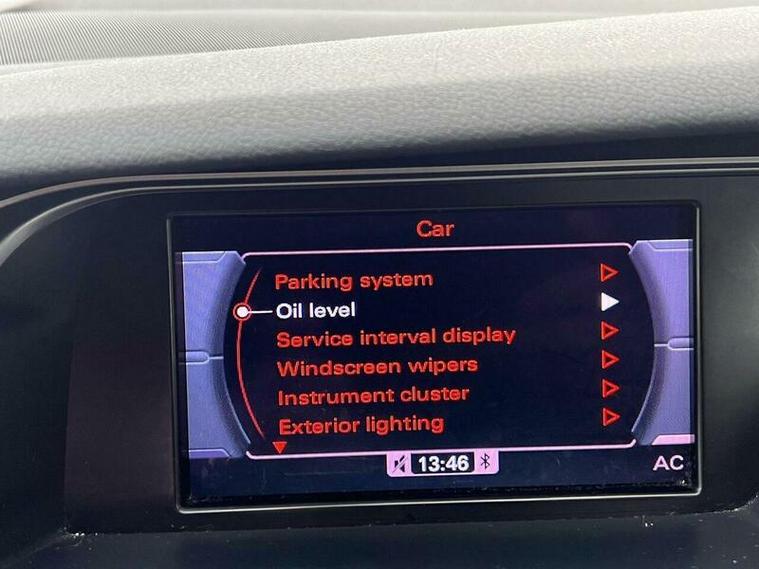 Car
Parking system
Oil level
Service interval display
Windscreen wipers
Instrument cluster
Exterior lighting
13:46
AC